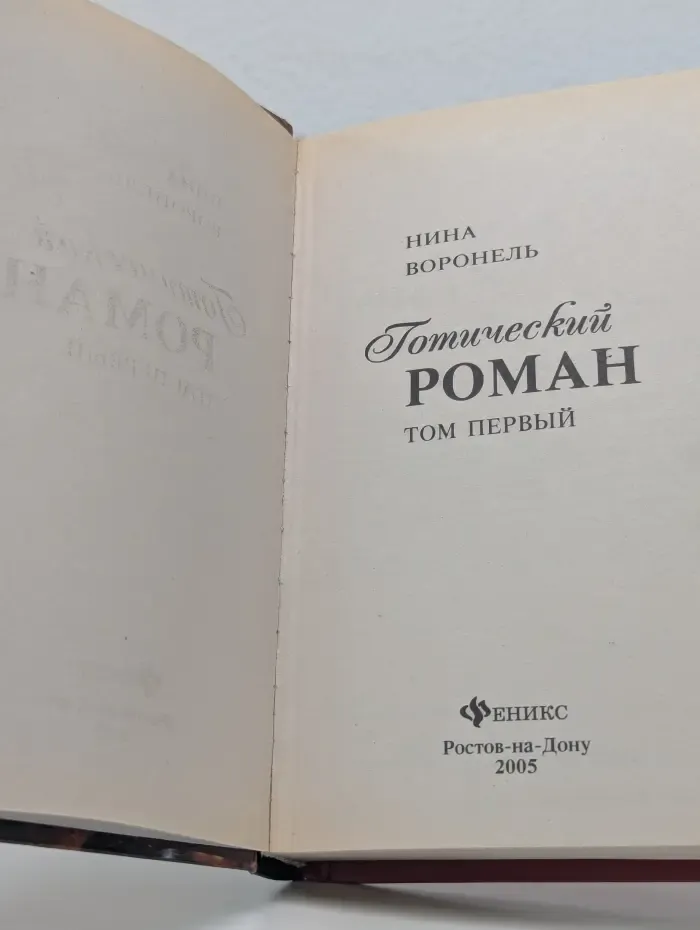 НИНА
ВОРОНЕЛЬ
Готический
РОМАН
ТОМ ПЕРВЫЙ
ФЕНИКС
Ростов-на-Дону
2005